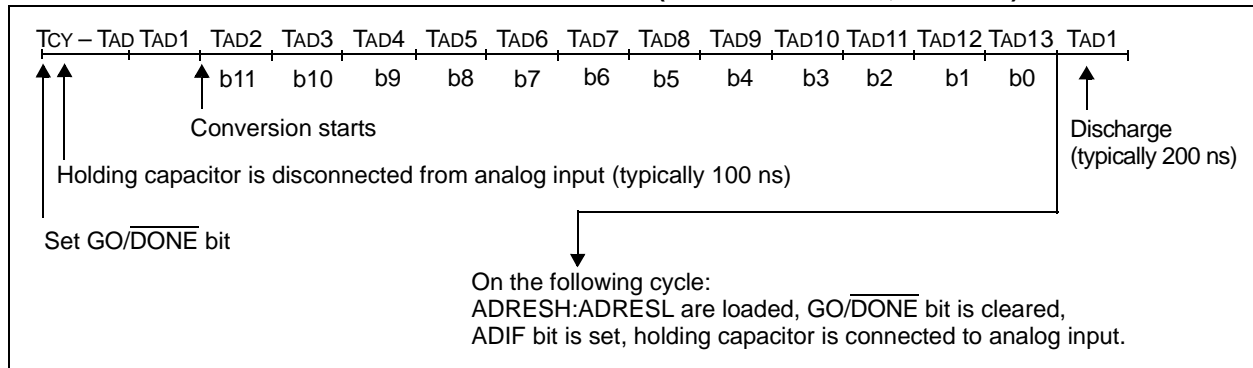 TCY – TAD TAD1 TAD2 TAD3 TAD4 TAD5 TAD6 TAD7 TAD8 TAD9 TAD10 TAD11 TAD12 TAD13 TAD1
b11 b10 b9 b8 b7 b6 b5 b4 b3 b2 b1 b0
Conversion starts
Discharge
(typically 200 ns)
Holding capacitor is disconnected from analog input (typically 100 ns)
Set GO/DONE bit
On the following cycle:
ADRESH:ADRESL are loaded, GO/DONE bit is cleared,
ADIF bit is set, holding capacitor is connected to analog input.